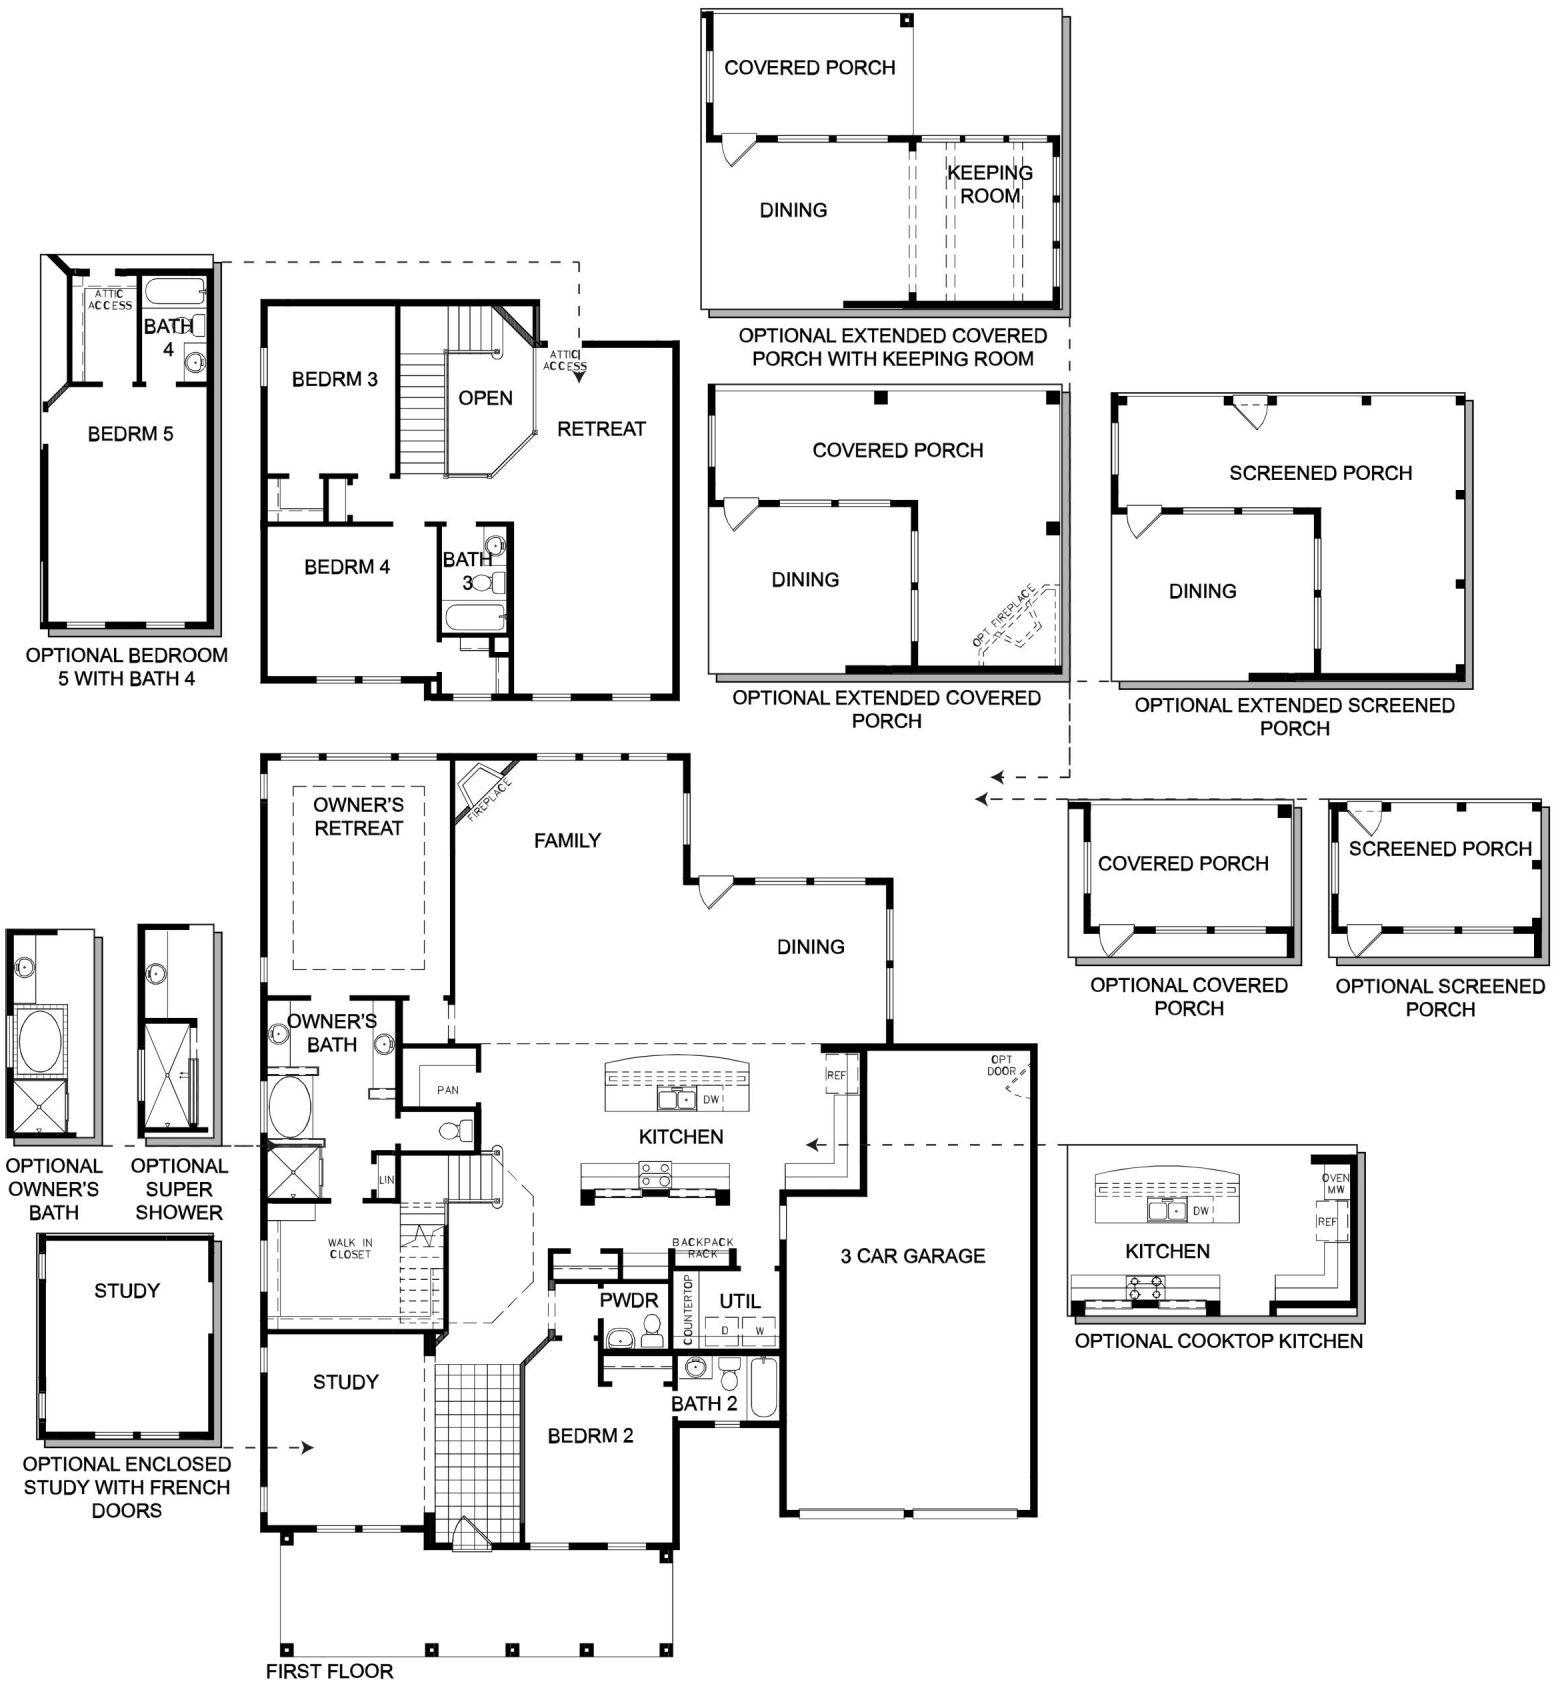 COVERED PORCH
KEEPING
ROOM
DINING
OPTIONAL EXTENDED COVERED
PORCH WITH KEEPING ROOM
ATTIC
ACCESS
BATH
4
BEDRM 5
OPTIONAL BEDROOM
5 WITH BATH 4
BEDRM 3
OPEN
ATTIC
ACCESS
RETREAT
BEDRM 4
BATH
3
COVERED PORCH
DINING
OPT FIREPLACE
OPTIONAL EXTENDED COVERED
PORCH
SCREENED PORCH
DINING
OPTIONAL EXTENDED SCREENED
PORCH
OWNER'S
RETREAT
FIREPLACE
FAMILY
DINING
COVERED PORCH
OPTIONAL COVERED
PORCH
SCREENED PORCH
OPTIONAL SCREENED
PORCH
OWNER'S
BATH
PAN
LIN
DW
REF
KITCHEN
OPT
DOOR
OPTIONAL
OWNER'S
BATH
OPTIONAL
SUPER
SHOWER
WALK IN
CLOSET
BACKPACK
RACK
3 CAR GARAGE
DW
OVEN
MW
REF
KITCHEN
OPTIONAL COOKTOP KITCHEN
STUDY
OPTIONAL ENCLOSED
STUDY WITH FRENCH
DOORS
PWDR
COUNTERTOP
UTIL
D
W
STUDY
BATH 2
BEDRM 2
FIRST FLOOR